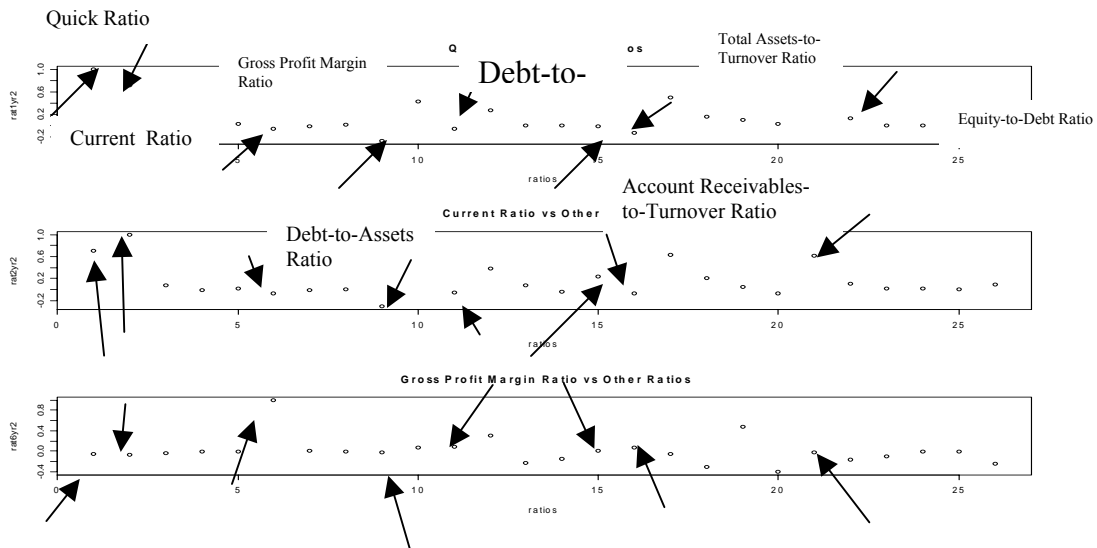 Quick Ratio
Q
os
Total Assets-to-
Turnover Ratio
Gross Profit Margin
Ratio
Debt-to-
rat1yr2
1.0
0.6
0.2
-0.2
Current Ratio
Equity-to-Debt Ratio
5
10
15
20
25
ratios
Account Receivables-
to-Turnover Ratio
Current Ratio vs Other
Debt-to-Assets
Ratio
rat2yr2
1.0
0.6
0.2
-0.2
0
5
10
15
20
25
ratios
Gross Profit Margin Ratio vs Other Ratios
rat6yr2
0.8
0.4
0.0
-0.4
0
5
10
15
20
25
ratios